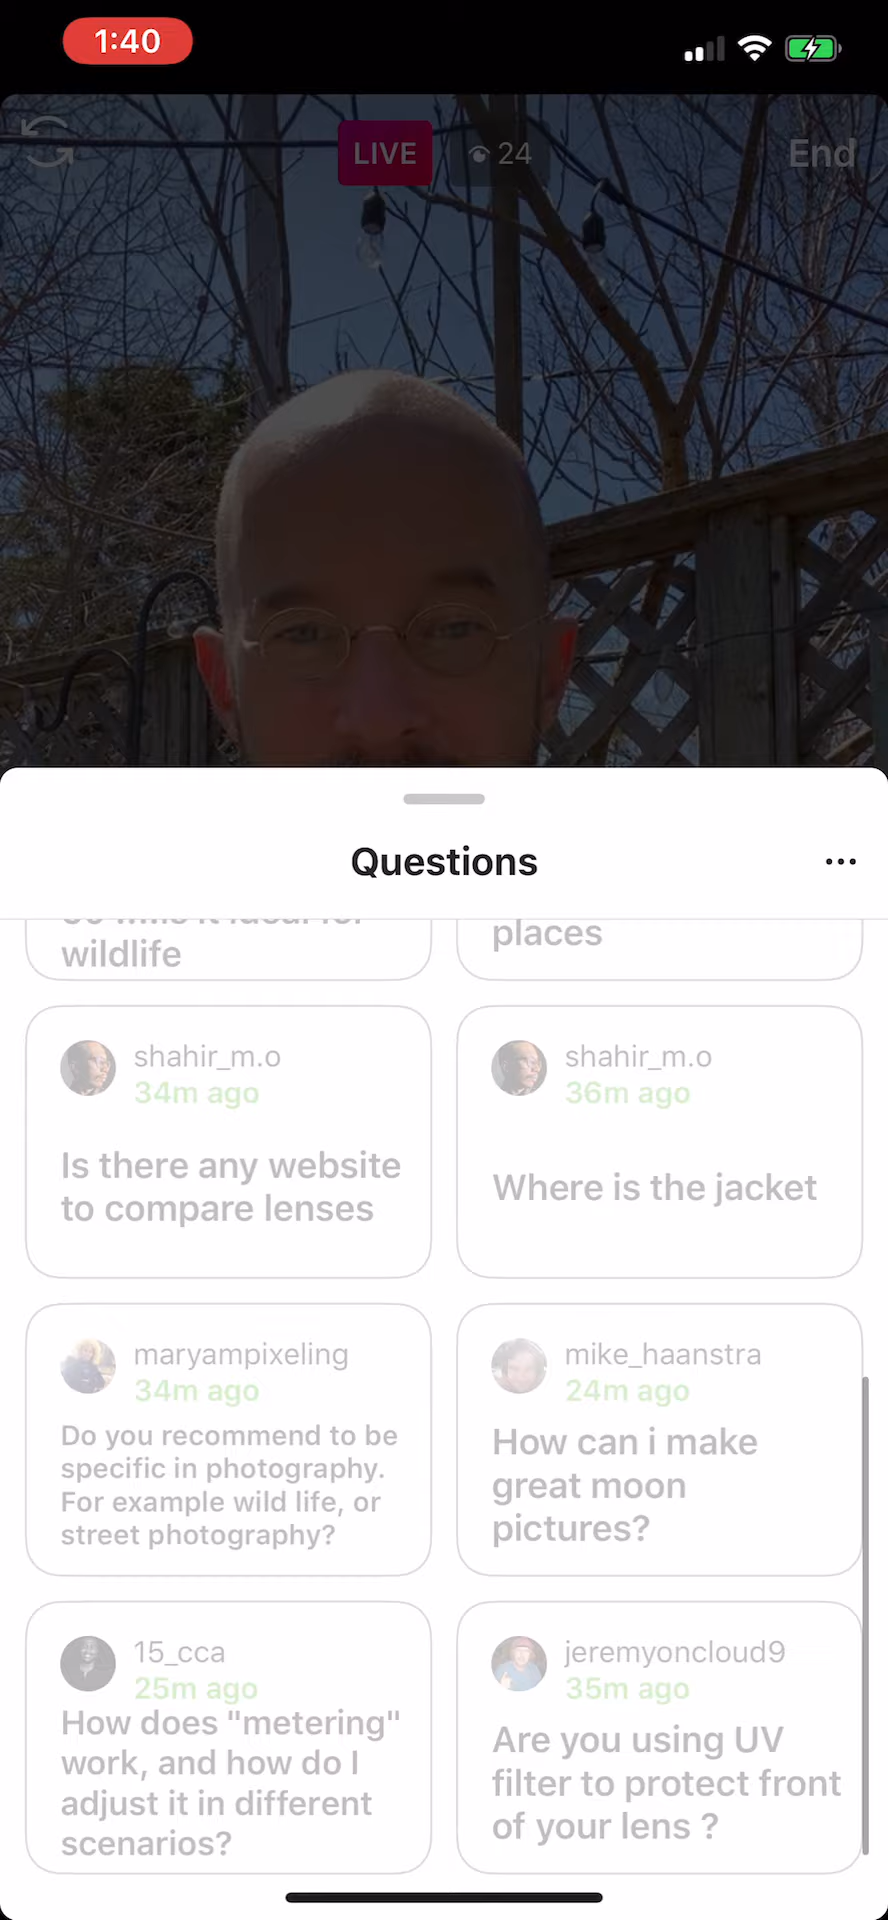 1:40
LIVE
24
End
Questions
wildlife
places
shahir_m.o
34m ago
Is there any website
to compare lenses
shahir_m.o
36m ago
Where is the jacket
maryampixeling
34m ago
Do you recommend to be
specific in photography.
For example wild life, or
street photography?
mike_haanstra
24m ago
How can i make
great moon
pictures?
15_cca
25m ago
How does "metering"
work, and how do I
adjust it in different
scenarios?
jeremyoncloud9
35m ago
Are you using UV
filter to protect front
of your lens ?